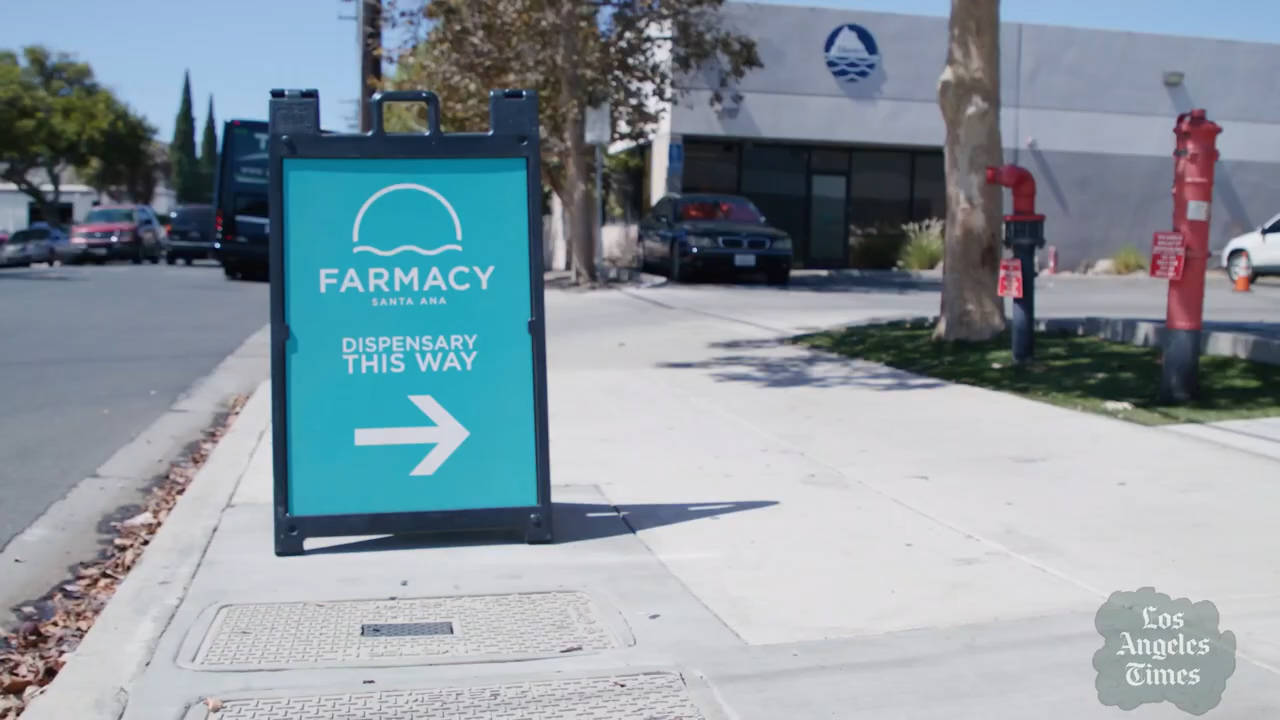 FARMACY
SANTA ANA
DISPENSARY
THIS WAY
Los
Angeles
Times